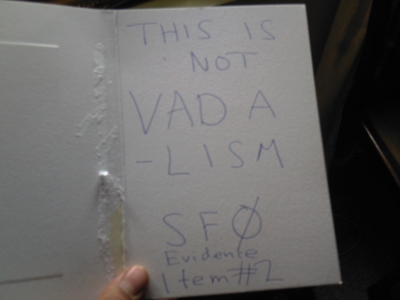 THIS IS
NOT
VADA
-LISM
SFØ
Evidence
Item #2